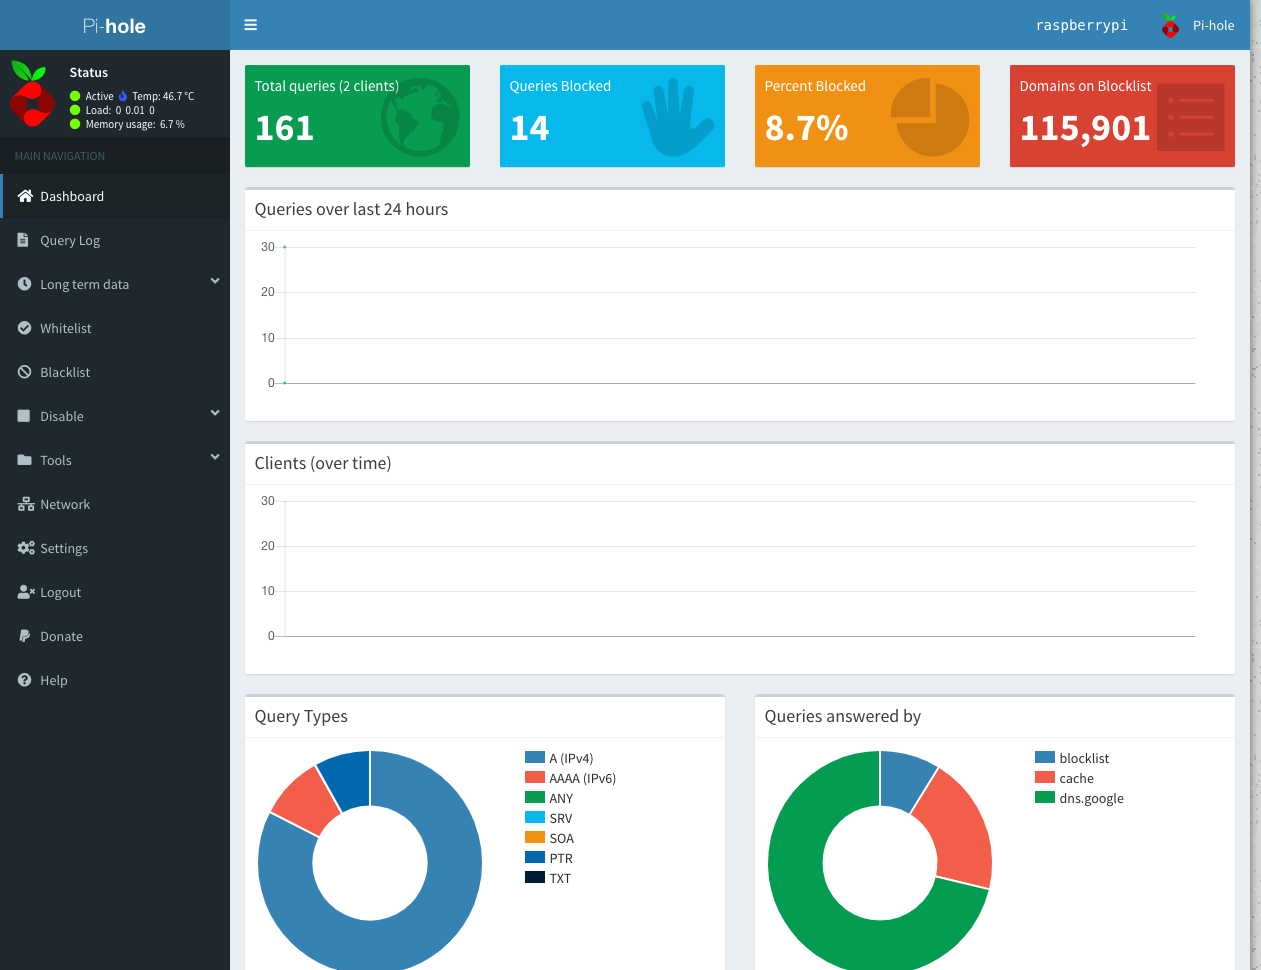 Pi-hole
raspberrypi
Pi-hole
Status
Active Temp: 46.7 °C
Load: 0 0.01 0
Memory usage: 6.7 %
MAIN NAVIGATION
Dashboard
Query Log
Long term data
Whitelist
Blacklist
Disable
Tools
Network
Settings
Logout
Donate
Help
Total queries (2 clients)
161
Queries Blocked
14
Percent Blocked
8.7%
Domains on Blocklist
115,901
Queries over last 24 hours
30
20
10
0
Clients (over time)
30
20
10
0
Query Types
A (IPv4)
AAAA (IPv6)
ANY
SRV
SOA
PTR
TXT
Queries answered by
blocklist
cache
dns.google